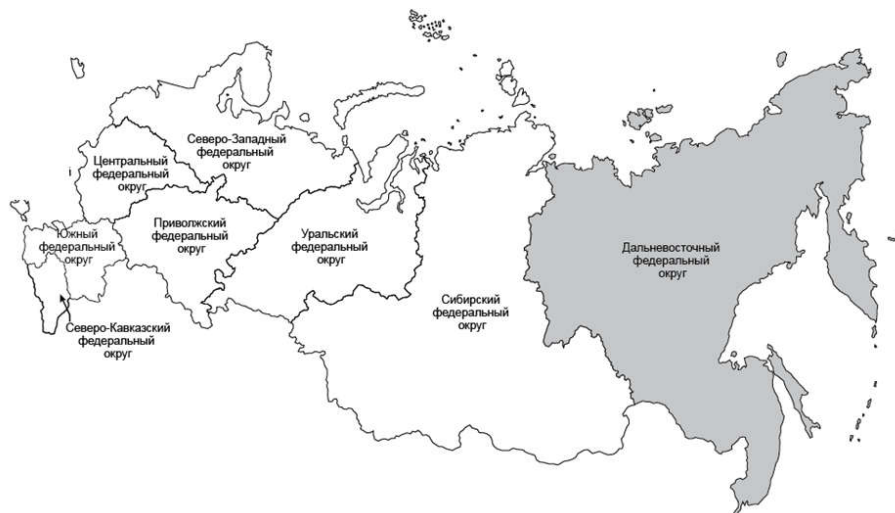 Северо-Западный
федеральный
округ
Центральный
федеральный
округ
Приволжский
федеральный
округ
Южный
федеральный
округ
Уральский
федеральный
округ
Дальневосточный
федеральный
округ
Сибирский
федеральный
округ
Северо-Кавказский
федеральный
округ